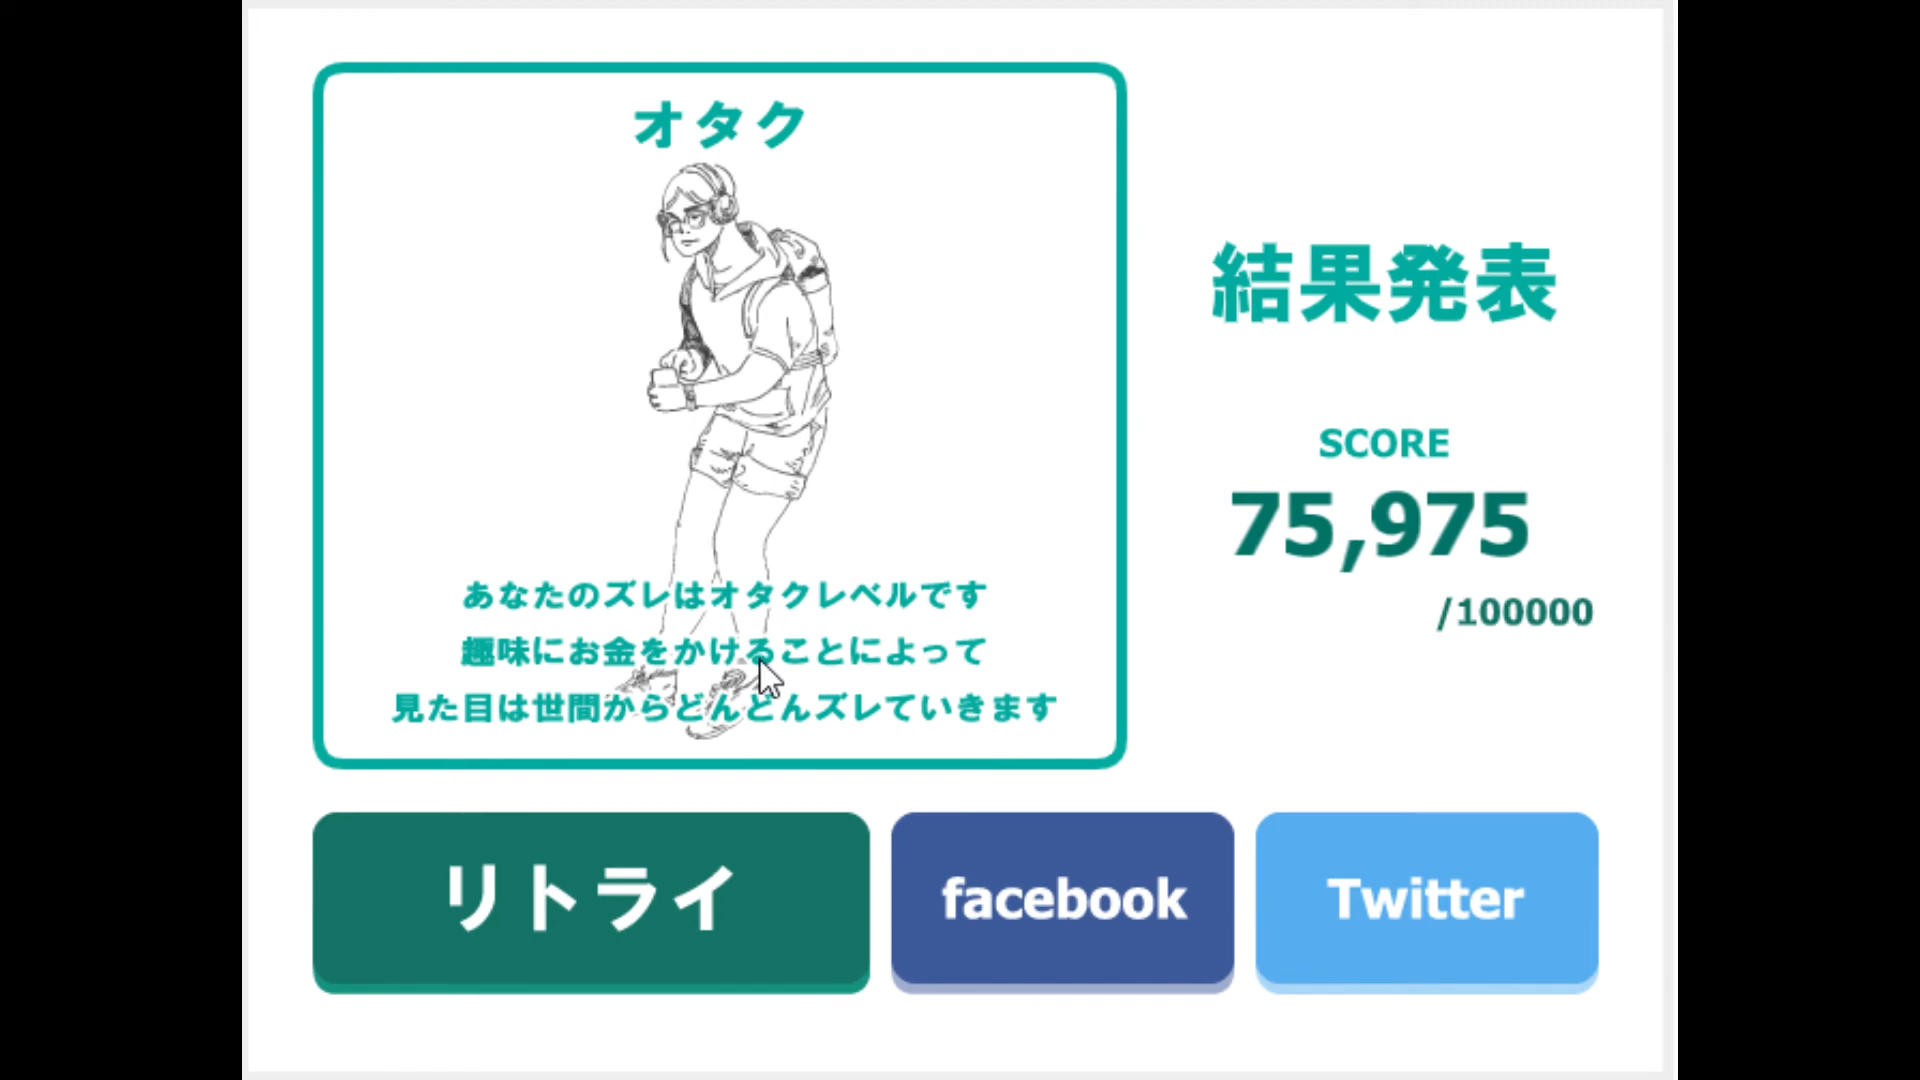 オタク
あなたのズレはオタクレベルです
趣味にお金をかけることによって
見た目は世間からどんどんズレていきます
結果発表
SCORE
75,975
/100000
リトライ
facebook
Twitter